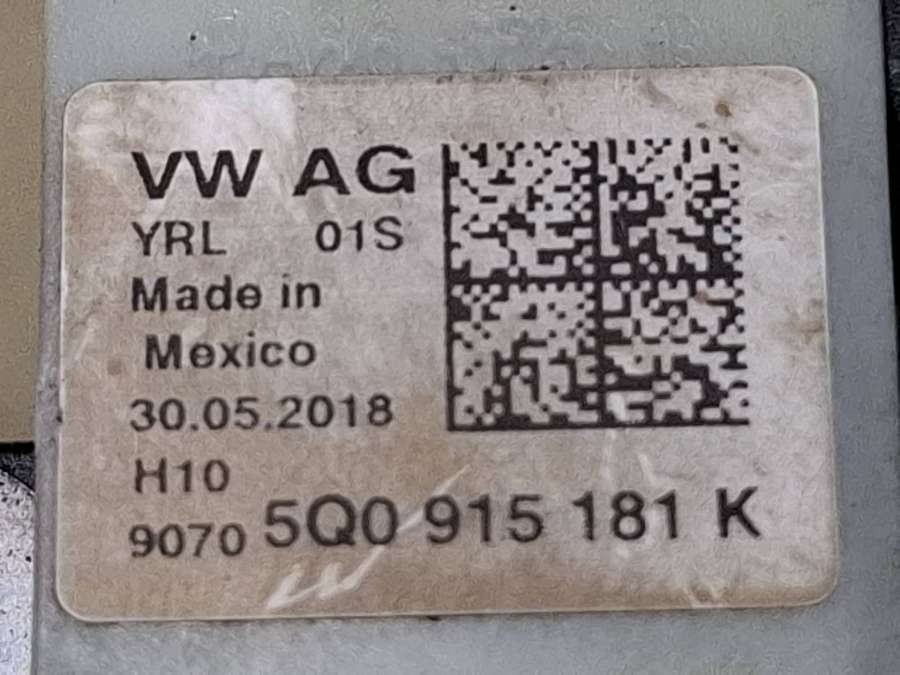 VW AG
YRL 01S
Made in
Mexico
30.05.2018
H10
9070 5Q0 915 181 K